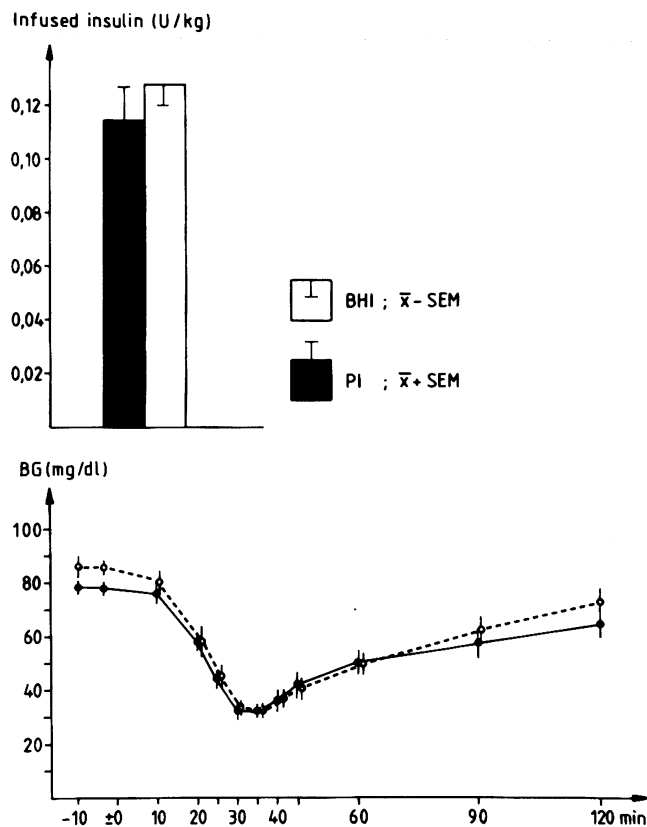 Infused insulin (U/kg)
0,12
0,10
0,08
0,06
0,04
0,02
BHI ; x̅ - SEM
PI ; x̅ + SEM
BG (mg/dl)
100
80
60
40
20
-10 ±0 10 20 30 40 60 90 120 min